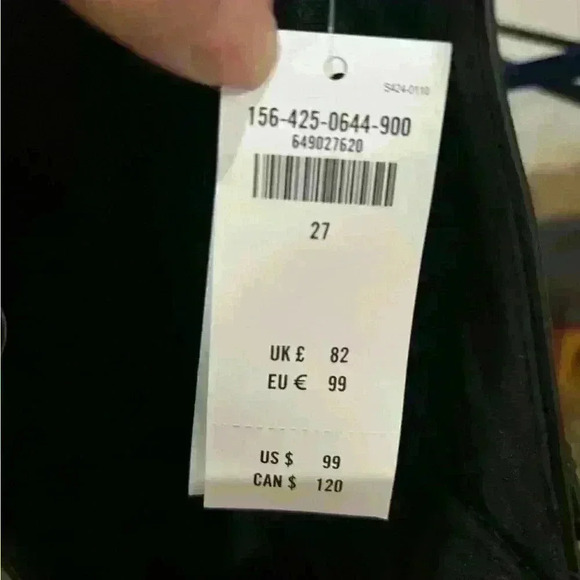 S424-0110
156-425-0644-900
649027620
27
UK £ 82
EU € 99
US $ 99
CAN $ 120